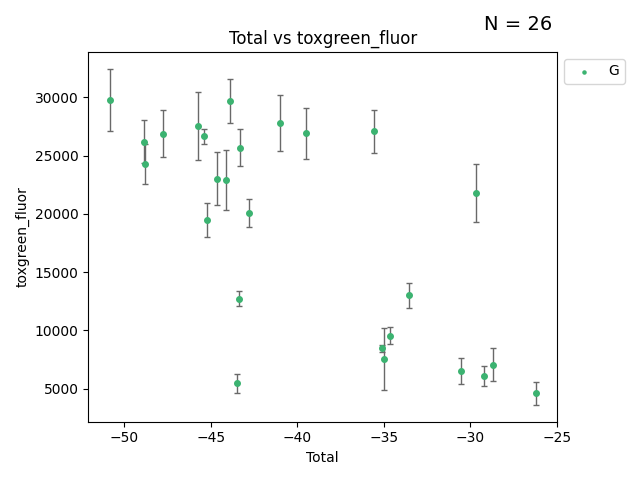 N = 26
Total vs toxgreen_fluor
G
30000
25000
20000
15000
10000
5000
toxgreen_fluor
−50 −45 −40 −35 −30 −25
Total